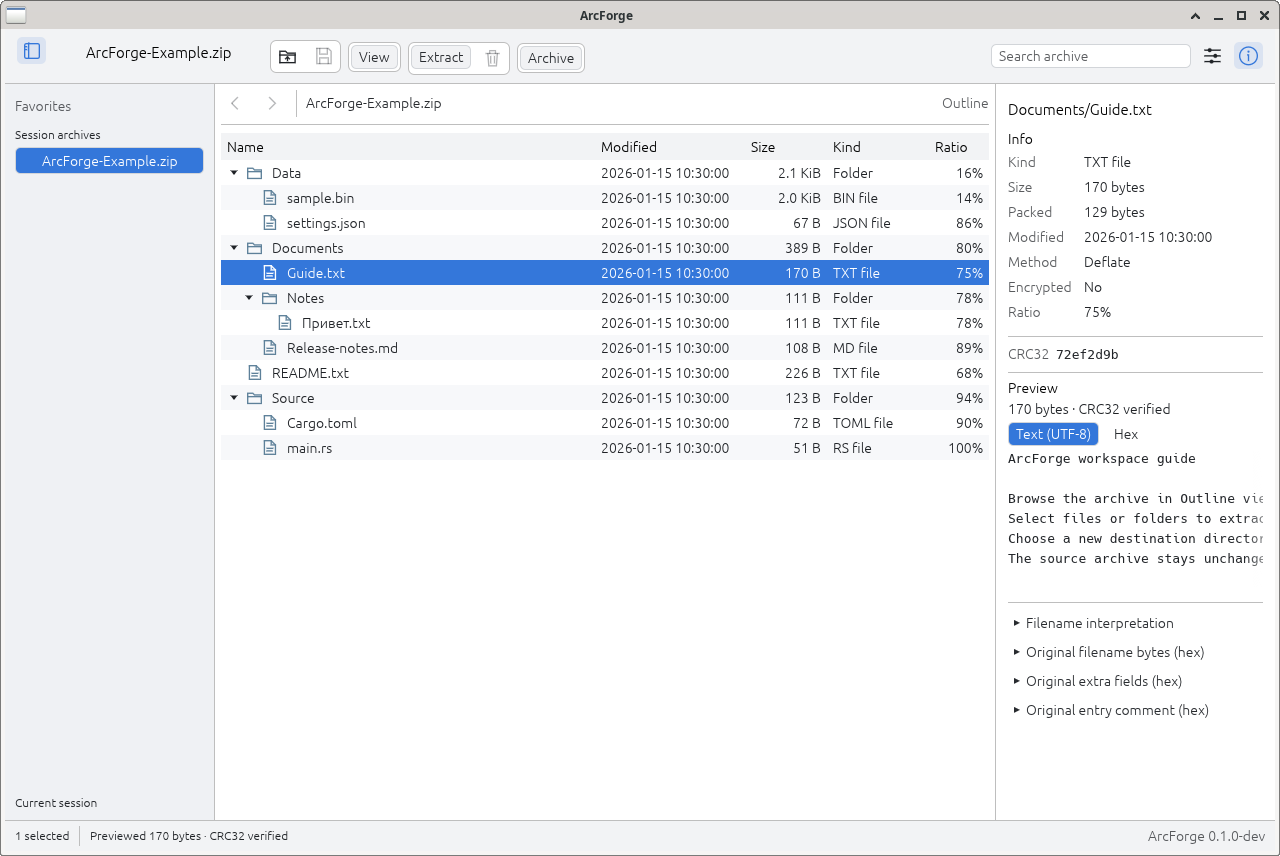 ArcForge
ArcForge-Example.zip
View
Extract
Archive
Search archive
Favorites
Session archives
ArcForge-Example.zip
Current session
ArcForge-Example.zip
Outline
Name Modified Size Kind Ratio
Data 2026-01-15 10:30:00 2.1 KiB Folder 16%
sample.bin 2026-01-15 10:30:00 2.0 KiB BIN file 14%
settings.json 2026-01-15 10:30:00 67 B JSON file 86%
Documents 2026-01-15 10:30:00 389 B Folder 80%
Guide.txt 2026-01-15 10:30:00 170 B TXT file 75%
Notes 2026-01-15 10:30:00 111 B Folder 78%
Привет.txt 2026-01-15 10:30:00 111 B TXT file 78%
Release-notes.md 2026-01-15 10:30:00 108 B MD file 89%
README.txt 2026-01-15 10:30:00 226 B TXT file 68%
Source 2026-01-15 10:30:00 123 B Folder 94%
Cargo.toml 2026-01-15 10:30:00 72 B TOML file 90%
main.rs 2026-01-15 10:30:00 51 B RS file 100%
Documents/Guide.txt
Info
Kind TXT file
Size 170 bytes
Packed 129 bytes
Modified 2026-01-15 10:30:00
Method Deflate
Encrypted No
Ratio 75%
CRC32 72ef2d9b
Preview
170 bytes · CRC32 verified
Text (UTF-8) Hex
ArcForge workspace guide
Browse the archive in Outline vie
Select files or folders to extrac
Choose a new destination director
The source archive stays unchange
Filename interpretation
Original filename bytes (hex)
Original extra fields (hex)
Original entry comment (hex)
1 selected
Previewed 170 bytes · CRC32 verified
ArcForge 0.1.0-dev